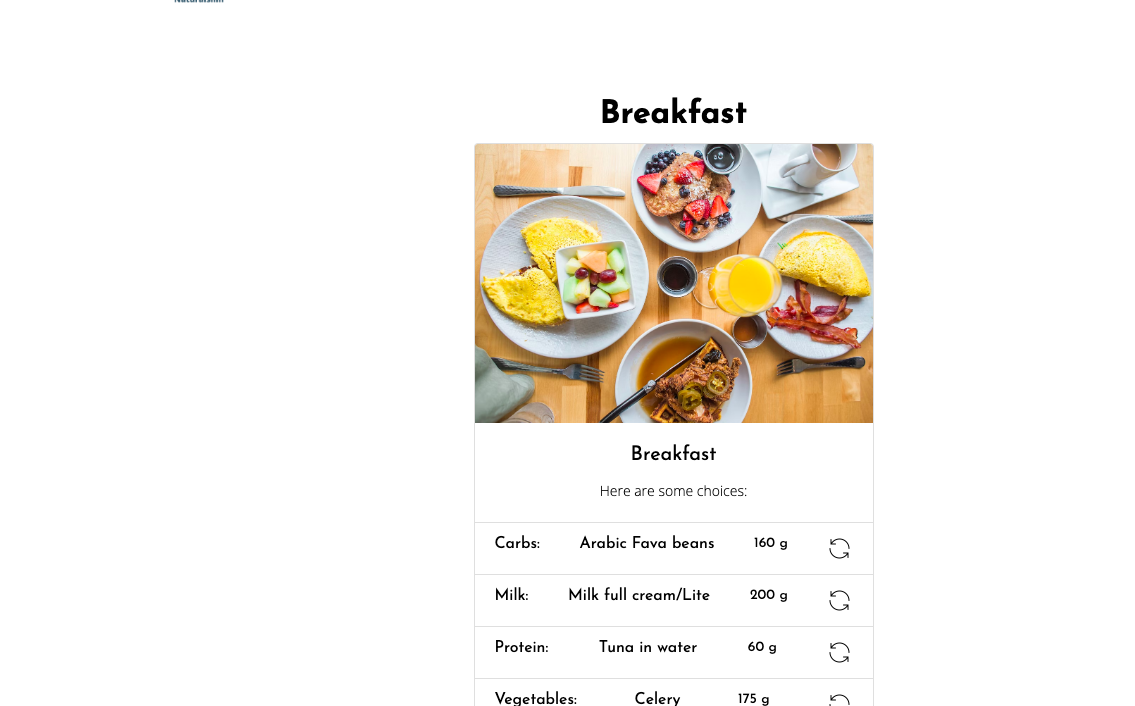 Breakfast
Breakfast
Here are some choices:
Carbs: Arabic Fava beans 160 g
Milk: Milk full cream/Lite 200 g
Protein: Tuna in water 60 g
Vegetables: Celery 175 g